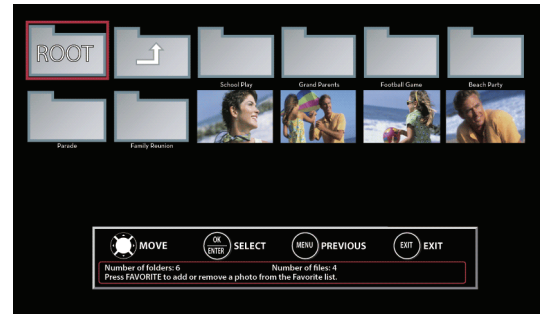 ROOT
School Play Grand Parents Football Game Beach Party
Parade Family Reunion
MOVE OK ENTER SELECT MENU PREVIOUS EXIT EXIT
Number of folders: 6 Number of files: 4
Press FAVORITE to add or remove a photo from the Favorite list.